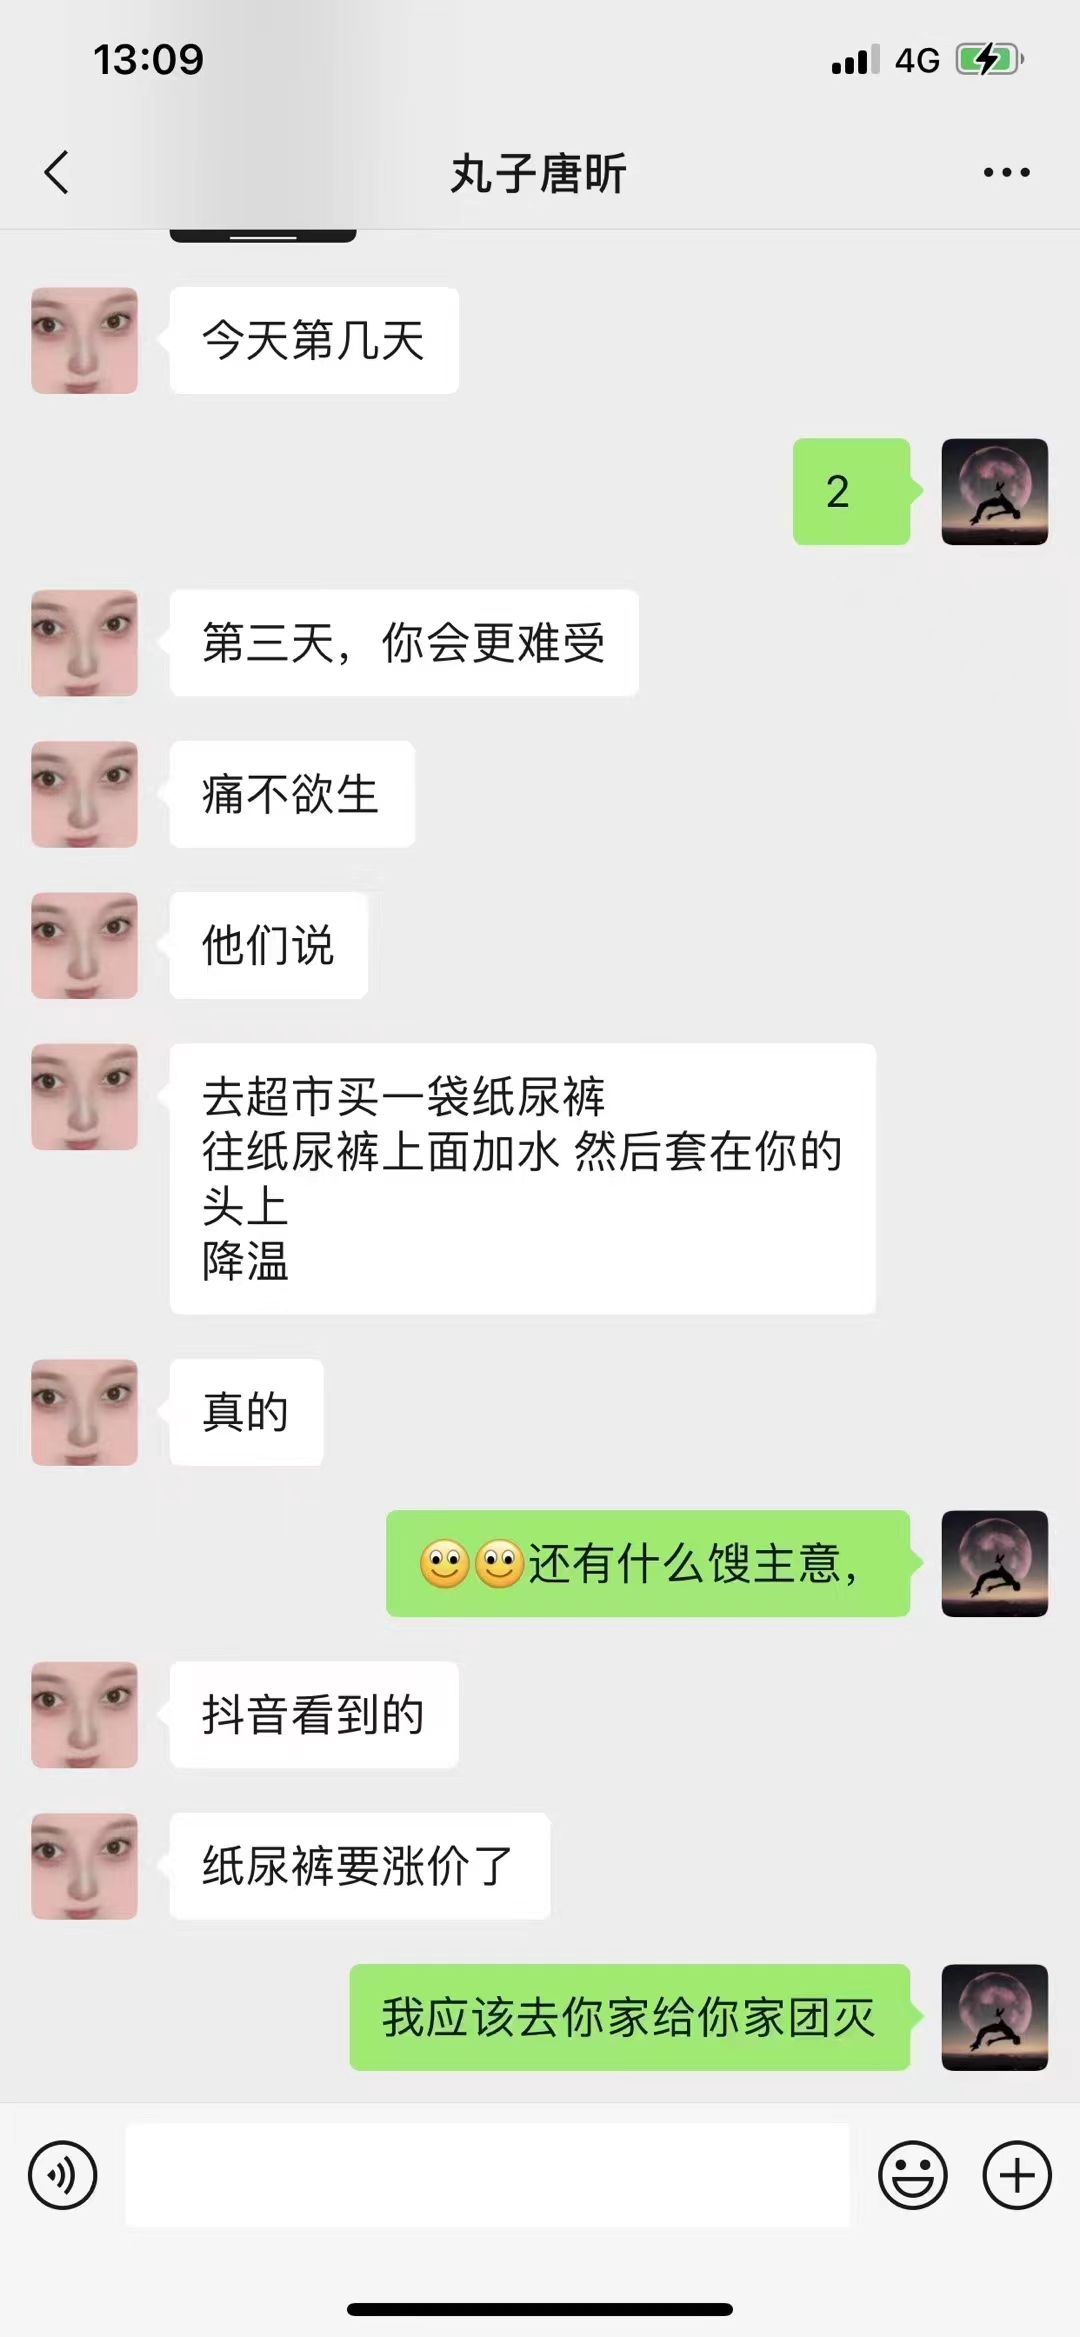 13:09
4G
丸子唐昕
今天第几天
2
第三天，你会更难受
痛不欲生
他们说
去超市买一袋纸尿裤
往纸尿裤上面加水 然后套在你的
头上
降温
真的
还有什么馊主意，
抖音看到的
纸尿裤要涨价了
我应该去你家给你家团灭